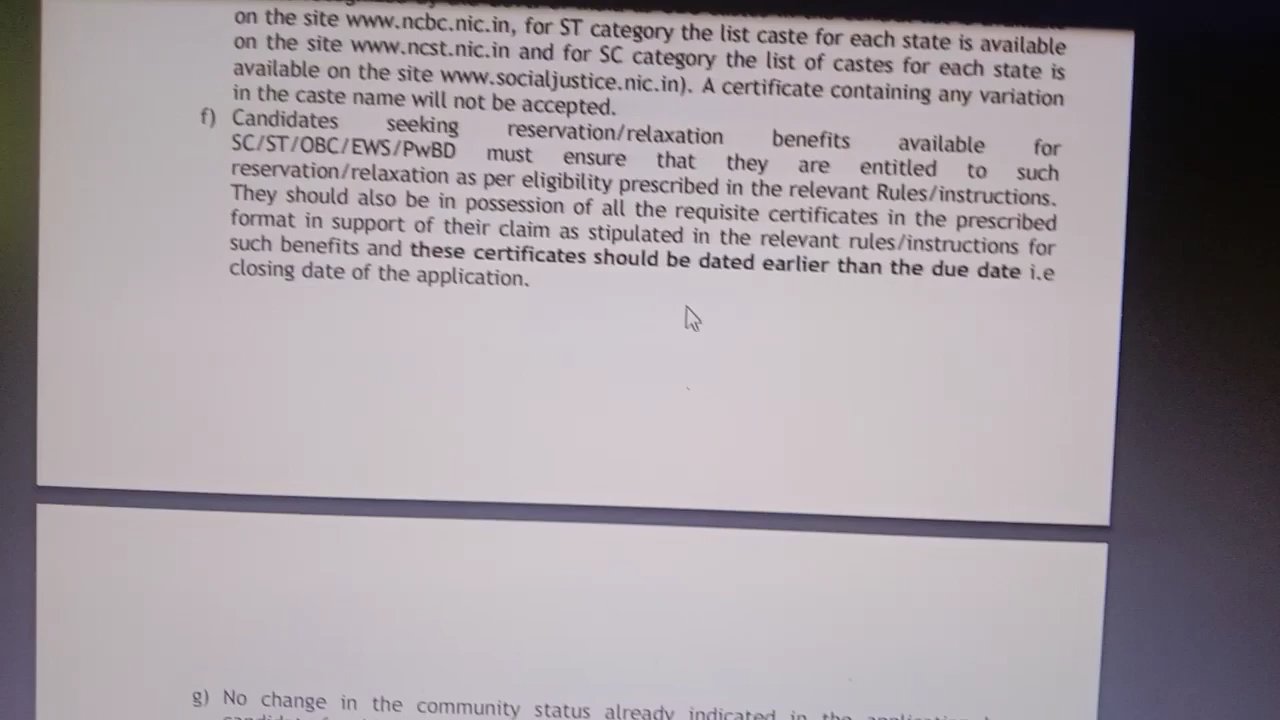 on the site www.ncbc.nic.in, for ST category the list caste for each state is available
on the site www.ncst.nic.in and for SC category the list of castes for each state is
available on the site www.socialjustice.nic.in). A certificate containing any variation
in the caste name will not be accepted.
f) Candidates seeking reservation/relaxation benefits available for
SC/ST/OBC/EWS/PwBD must ensure that they are entitled to such
reservation/relaxation as per eligibility prescribed in the relevant Rules/instructions.
They should also be in possession of all the requisite certificates in the prescribed
format in support of their claim as stipulated in the relevant rules/instructions for
such benefits and these certificates should be dated earlier than the due date i.e
closing date of the application.
g) No change in the community status already indicated in the